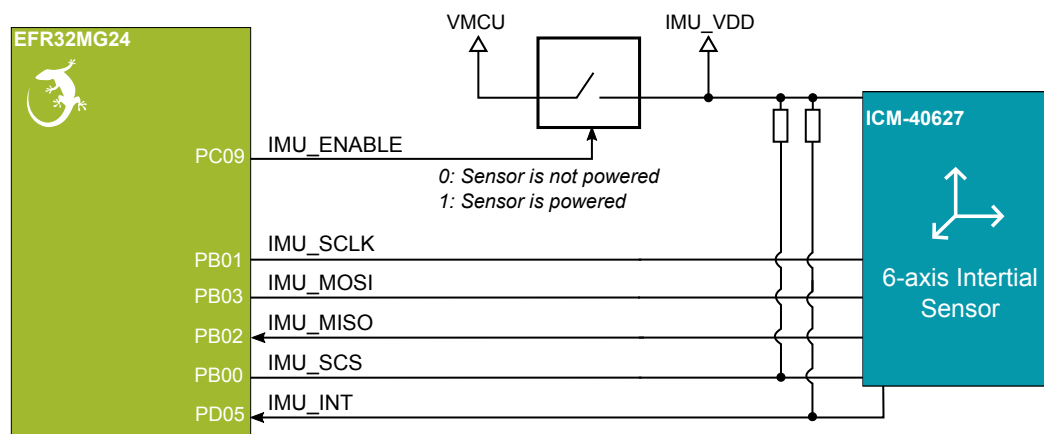 VMCU
IMU_VDD
EFR32MG24
ICM-40627
PC09
IMU_ENABLE
0: Sensor is not powered
1: Sensor is powered
PB01
IMU_SCLK
PB03
IMU_MOSI
6-axis Intertial
Sensor
PB02
IMU_MISO
PB00
IMU_SCS
PD05
IMU_INT